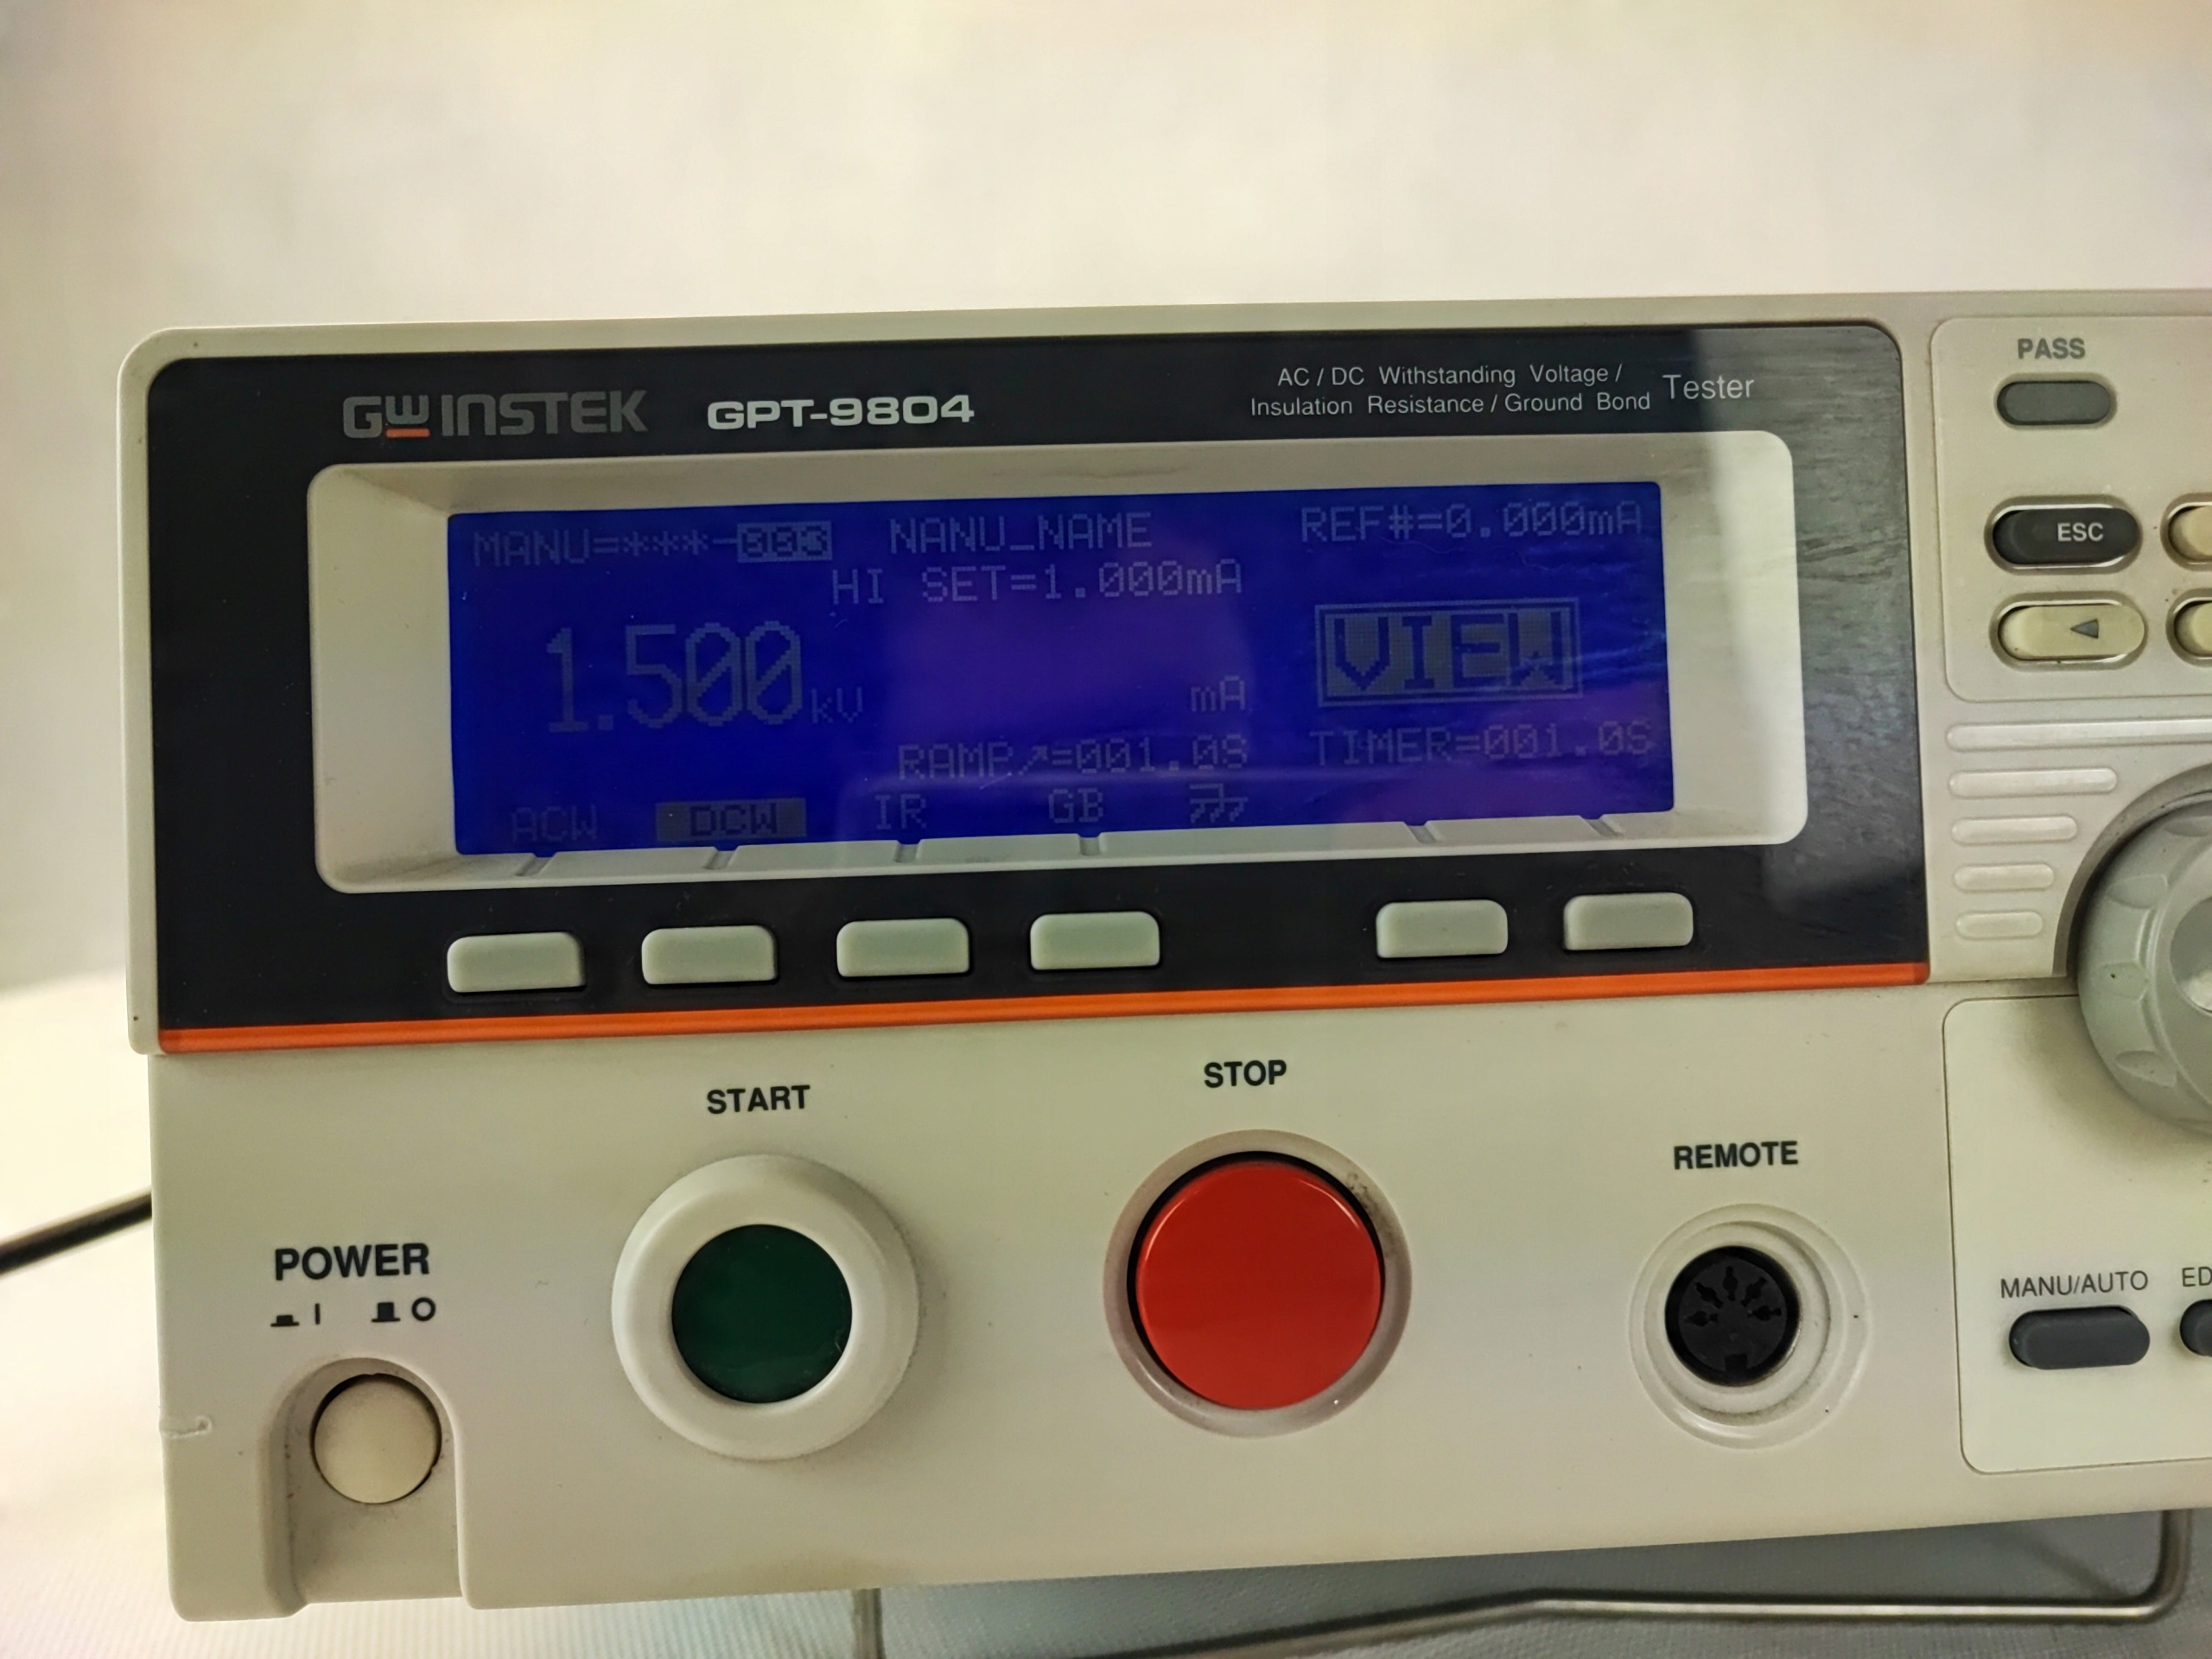 GW INSTEK GPT-9804
AC / DC Withstanding Voltage /
Insulation Resistance / Ground Bond Tester
MANU=***-003 NANU_NAME REF#=0.000mA
HI SET=1.000mA
1.500kV mA VIEW
RAMP↗=001.0S TIMER=001.0S
ACW DCW IR GB
PASS
ESC
START
STOP
REMOTE
POWER
MANU/AUTO